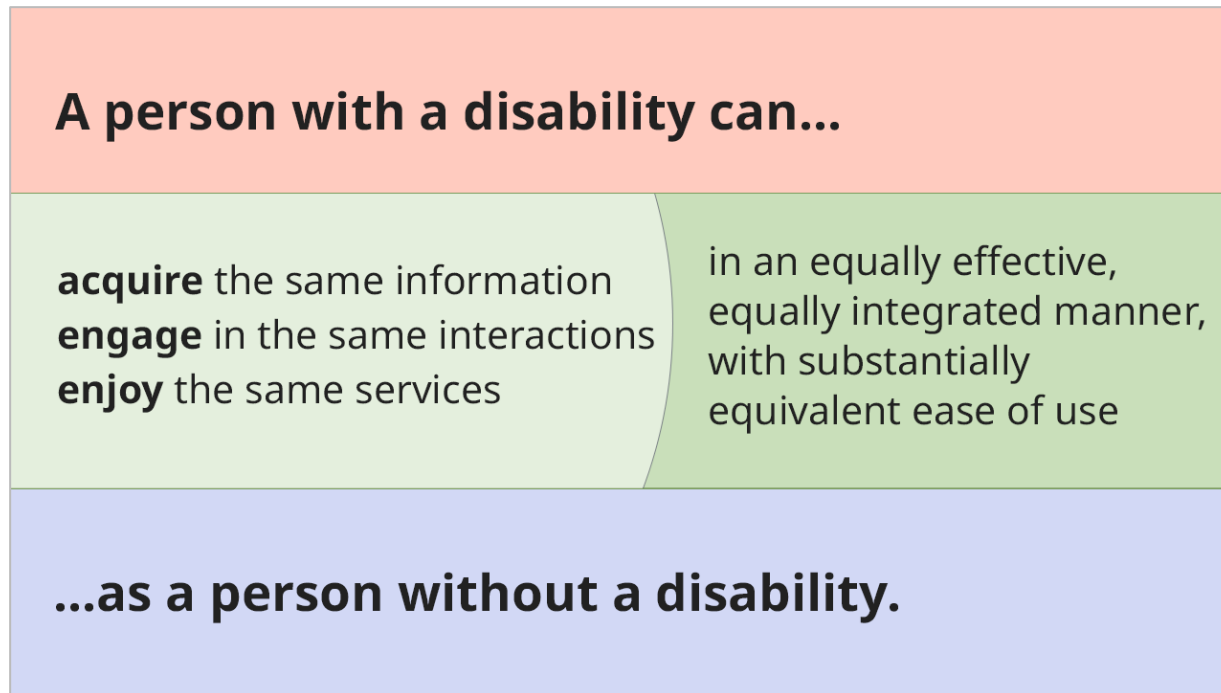 A person with a disability can...
acquire the same information
engage in the same interactions
enjoy the same services
in an equally effective,
equally integrated manner,
with substantially
equivalent ease of use
...as a person without a disability.